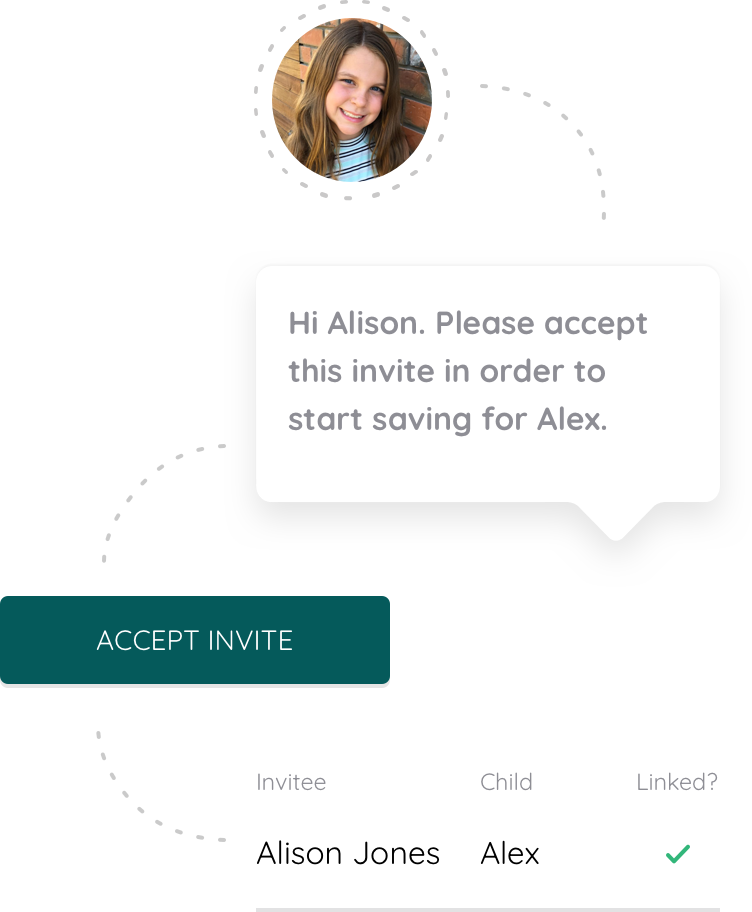 Hi Alison. Please accept
this invite in order to
start saving for Alex.
ACCEPT INVITE
Invitee Child Linked?
Alison Jones Alex